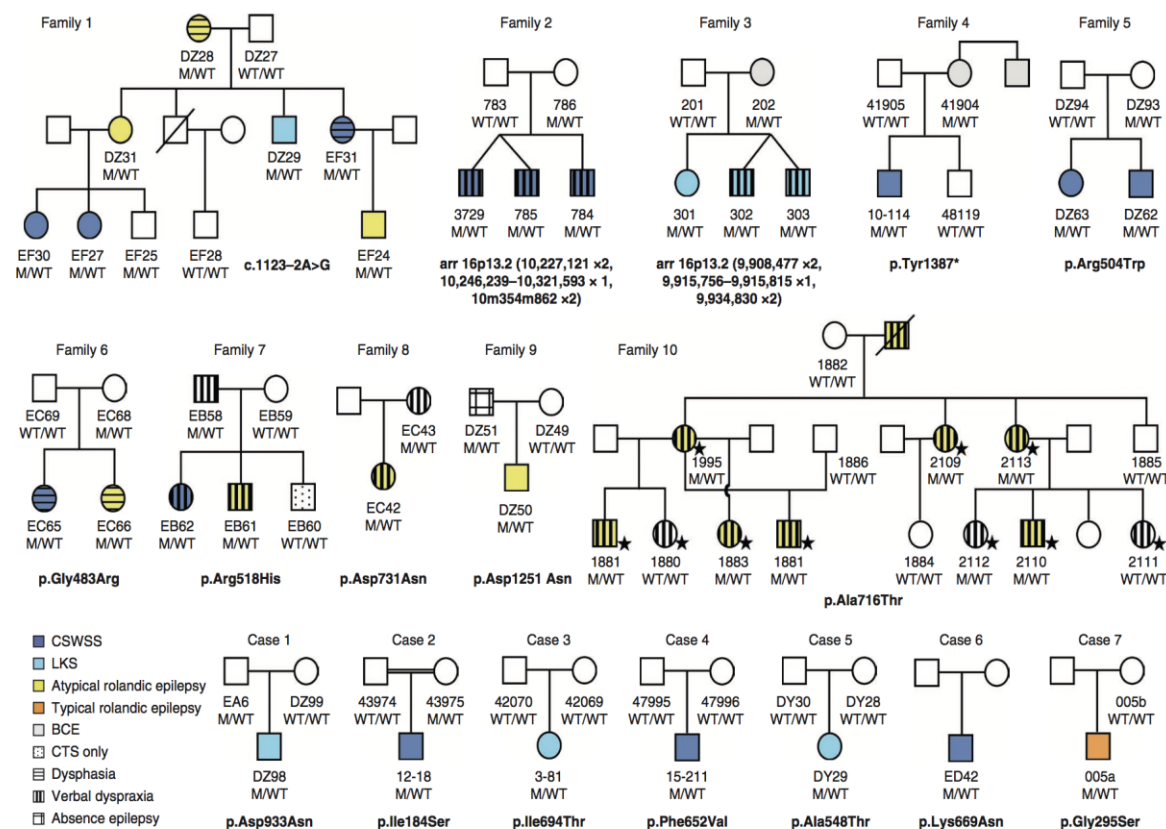 Family 1
DZ28
M/WT
DZ27
WT/WT
DZ31
M/WT
DZ29
M/WT
EF31
M/WT
EF30
M/WT
EF27
M/WT
EF25
M/WT
EF28
WT/WT
EF24
M/WT
c.1123–2A>G
Family 2
783
WT/WT
786
M/WT
3729
M/WT
785
M/WT
784
M/WT
arr 16p13.2 (10,227,121 ×2,
10,246,239–10,321,593 × 1,
10m354m862 ×2)
Family 3
201
WT/WT
202
M/WT
301
M/WT
302
M/WT
303
M/WT
arr 16p13.2 (9,908,477 ×2,
9,915,756–9,915,815 ×1,
9,934,830 ×2)
Family 4
41905
WT/WT
41904
M/WT
10-114
M/WT
48119
WT/WT
p.Tyr1387*
Family 5
DZ94
WT/WT
DZ93
M/WT
DZ63
M/WT
DZ62
M/WT
p.Arg504Trp
Family 6
EC69
WT/WT
EC68
M/WT
EC65
M/WT
EC66
M/WT
p.Gly483Arg
Family 7
EB58
M/WT
EB59
WT/WT
EB62
M/WT
EB61
M/WT
EB60
WT/WT
p.Arg518His
Family 8
EC43
M/WT
EC42
M/WT
p.Asp731Asn
Family 9
DZ51
M/WT
DZ49
WT/WT
DZ50
M/WT
p.Asp1251 Asn
Family 10
1882
WT/WT
1995
M/WT
1886
WT/WT
2109
M/WT
2113
M/WT
1885
WT/WT
1881
M/WT
1880
WT/WT
1883
M/WT
1881
M/WT
1884
WT/WT
2112
M/WT
2110
M/WT
2111
WT/WT
p.Ala716Thr
CSWSS
LKS
Atypical rolandic epilepsy
Typical rolandic epilepsy
BCE
CTS only
Dysphasia
Verbal dyspraxia
Absence epilepsy
Case 1
EA6
M/WT
DZ99
WT/WT
DZ98
M/WT
p.Asp933Asn
Case 2
43974
WT/WT
43975
M/WT
12-18
M/WT
p.Ile184Ser
Case 3
42070
WT/WT
42069
WT/WT
3-81
M/WT
p.Ile694Thr
Case 4
47995
WT/WT
47996
WT/WT
15-211
M/WT
p.Phe652Val
Case 5
DY30
WT/WT
DY28
WT/WT
DY29
M/WT
p.Ala548Thr
Case 6
ED42
M/WT
p.Lys669Asn
Case 7
005b
WT/WT
005a
M/WT
p.Gly295Ser